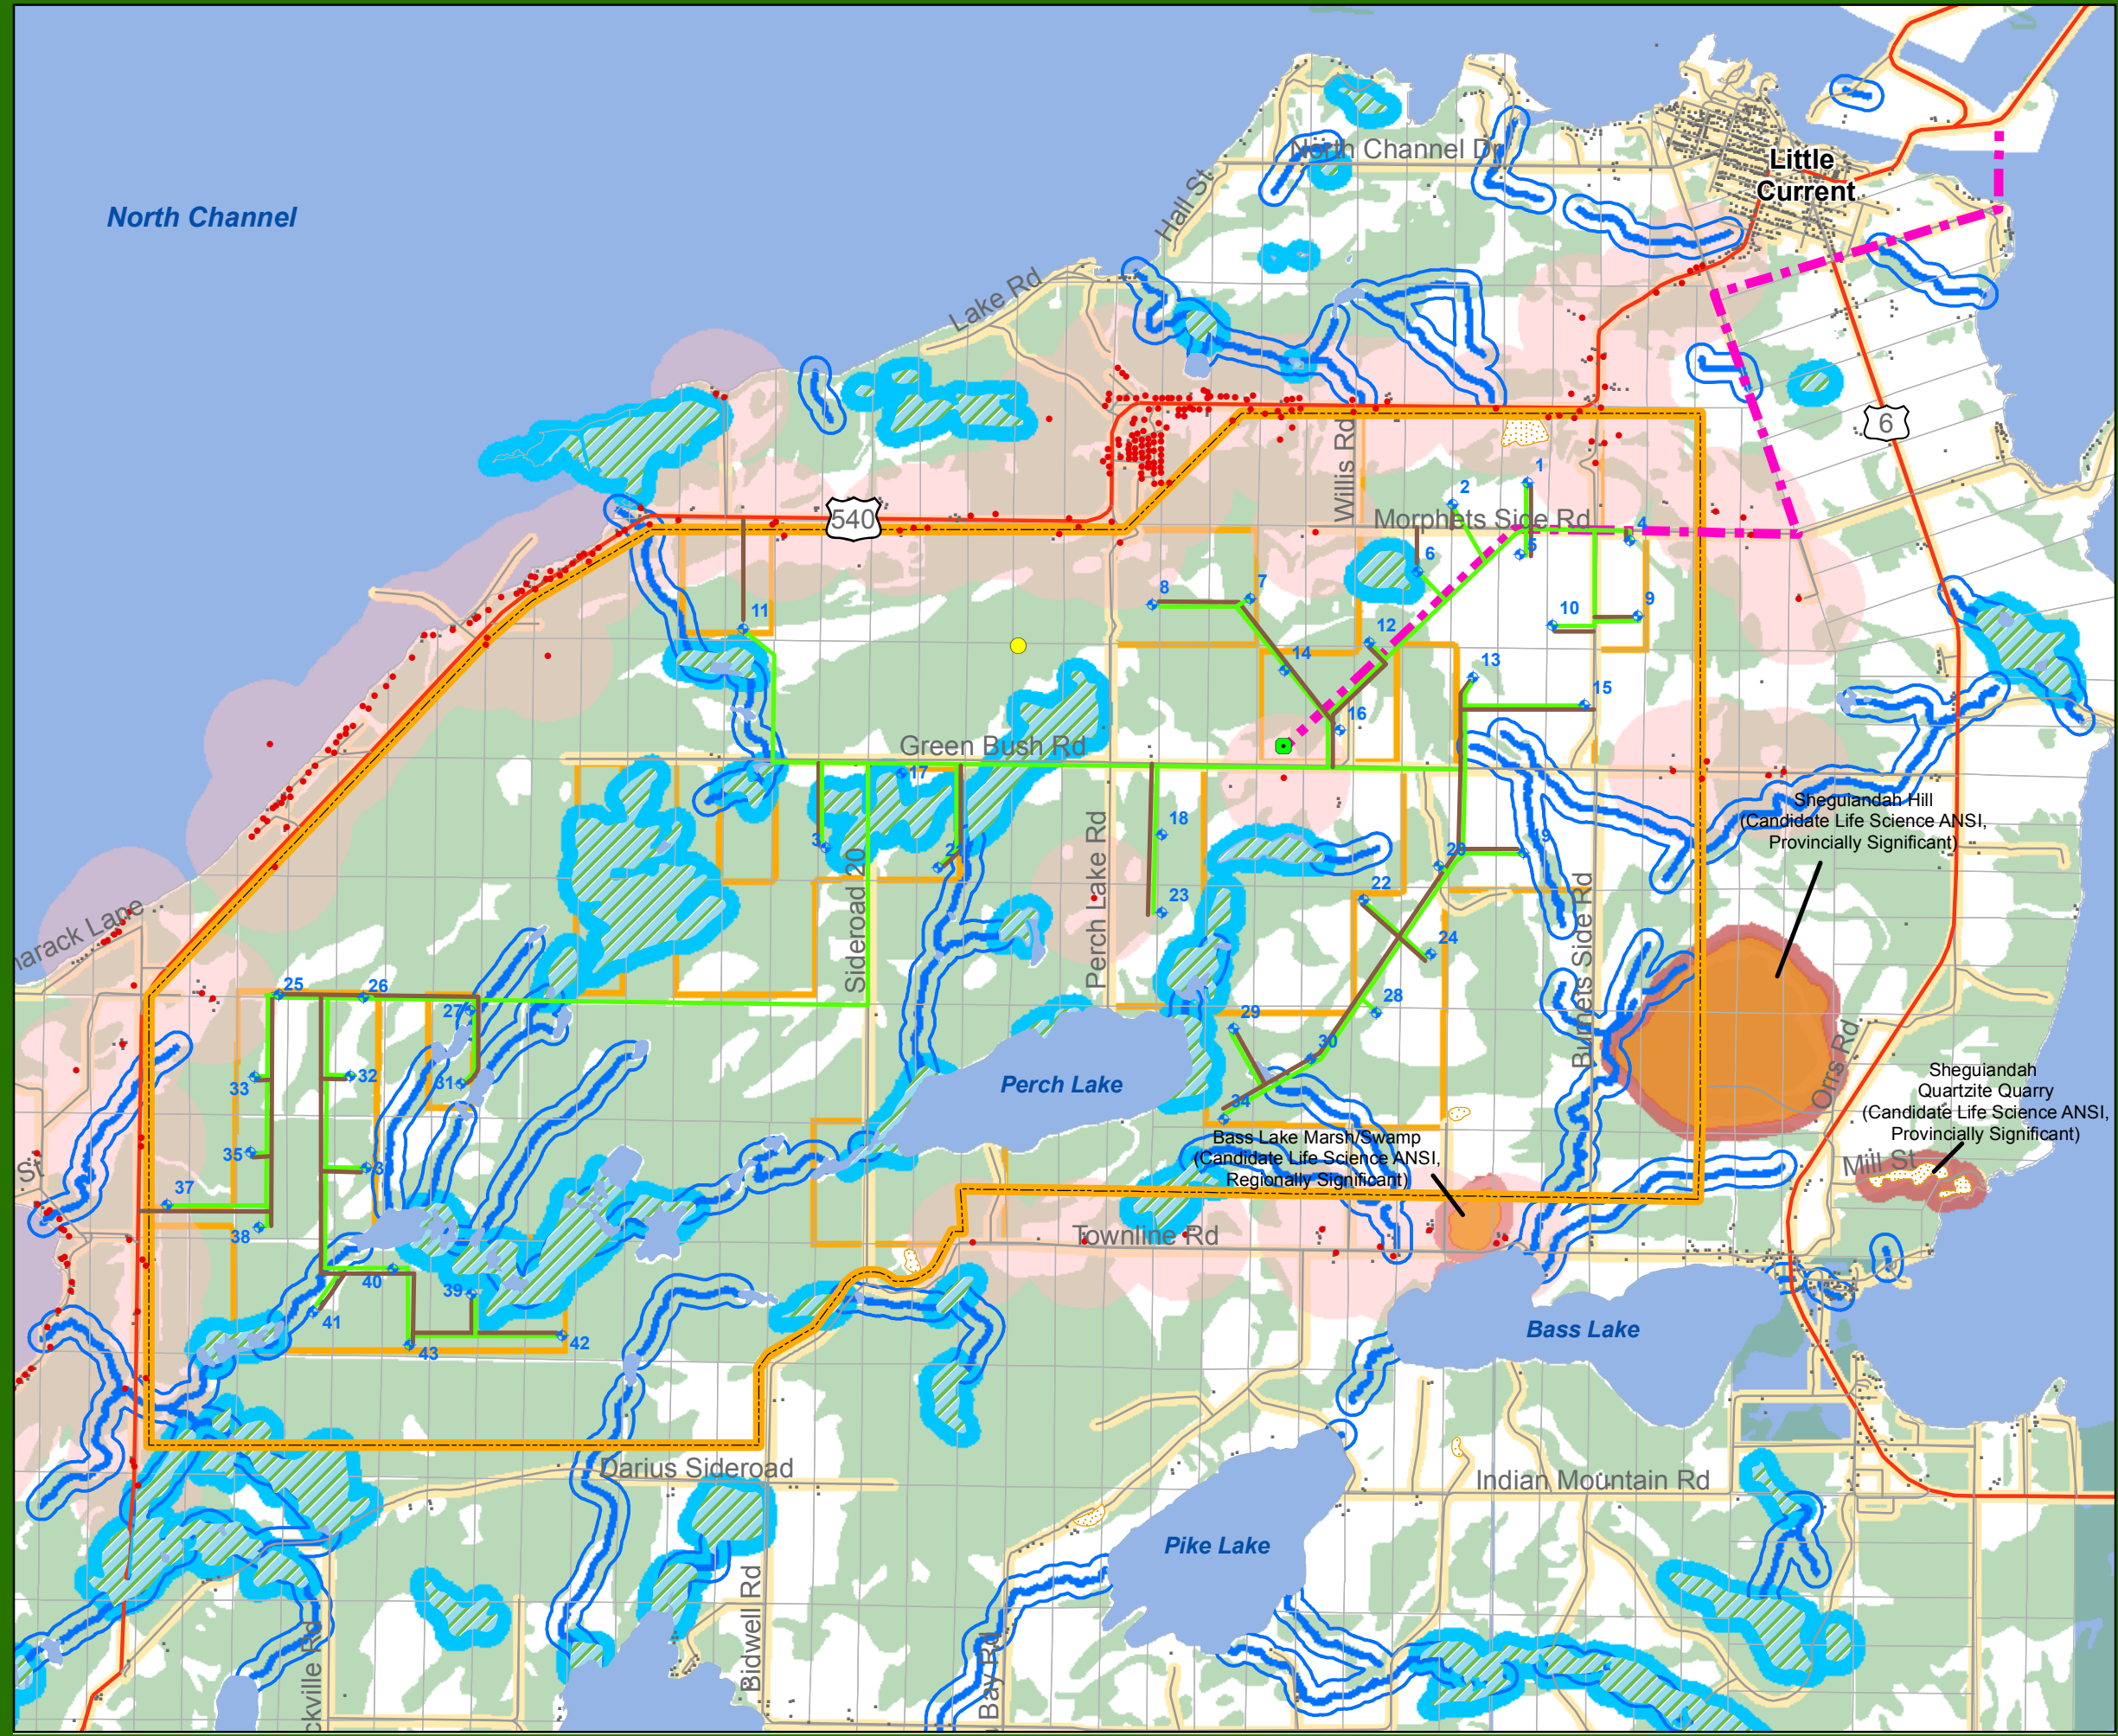 North Channel Dr
Little
Current
North Channel
Hall St
Lake Rd
6
Willis Rd
1
2
540
Morphets Side Rd
4
5
6
8
7
11
10
9
12
14
13
15
16
Green Bush Rd
17
Sheguiandah Hill
(Candidate Life Science ANSI,
Provincially Significant)
18
3
19
20
Sideroad 20
Perch Lake Rd
22
23
Burnets Side Rd
24
25
26
27
28
29
30
Orrs Rd
Perch Lake
33
32
31
34
Sheguiandah
Quartzite Quarry
(Candidate Life Science ANSI,
Provincially Significant)
Bass Lake Marsh/Swamp
(Candidate Life Science ANSI,
Regionally Significant)
35
Mill St
St
37
38
Townline Rd
40
39
41
42
43
Bass Lake
Darius Sideroad
Indian Mountain Rd
Pike Lake
Bidwell Rd
Bay Rd